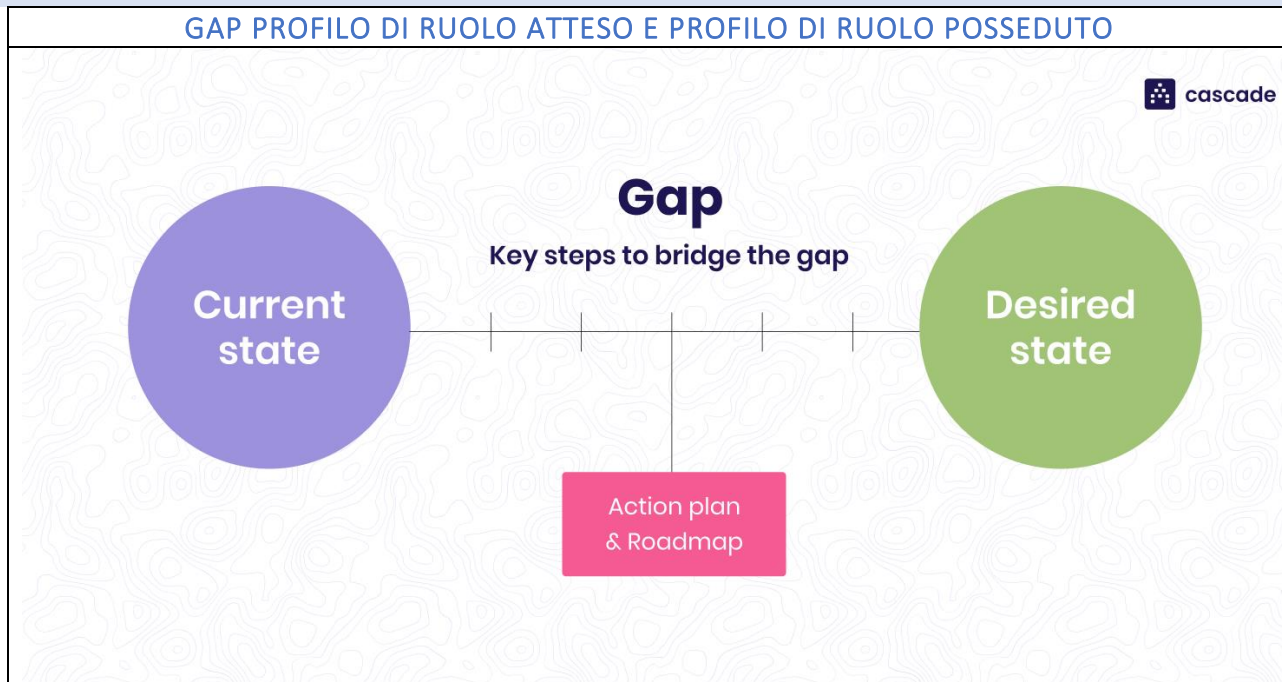 GAP PROFILO DI RUOLO ATTESO E PROFILO DI RUOLO POSSEDUTO
cascade
Gap
Key steps to bridge the gap
Current
state
Desired
state
Action plan
& Roadmap